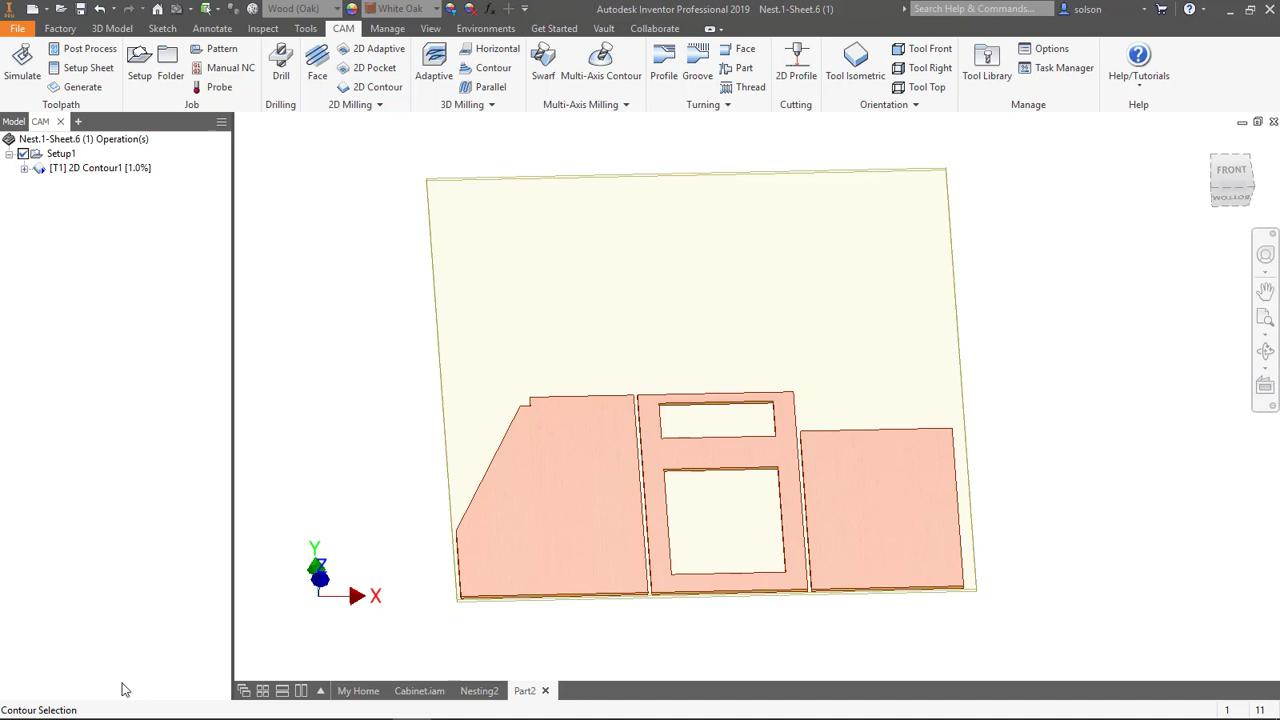 Wood (Oak) White Oak Autodesk Inventor Professional 2019 Nest.1-Sheet.6 (1) Search Help & Commands... solson
File Factory 3D Model Sketch Annotate Inspect Tools CAM Manage View Environments Get Started Vault Collaborate
Simulate Post Process Setup Sheet Generate Setup Folder Pattern Manual NC Probe Drill Face 2D Adaptive 2D Pocket 2D Contour Adaptive Horizontal Contour Parallel Swarf Multi-Axis Contour Profile Groove Face Part Thread 2D Profile Tool Isometric Tool Front Tool Right Tool Top Tool Library Options Task Manager Help/Tutorials
Toolpath Job Drilling 2D Milling 3D Milling Multi-Axis Milling Turning Cutting Orientation Manage Help
Model CAM
Nest.1-Sheet.6 (1) Operation(s)
Setup1
[T1] 2D Contour1 [1.0%]
FRONT
BOTTOM
Y
Z
X
My Home Cabinet.iam Nesting2 Part2
Contour Selection 1 11